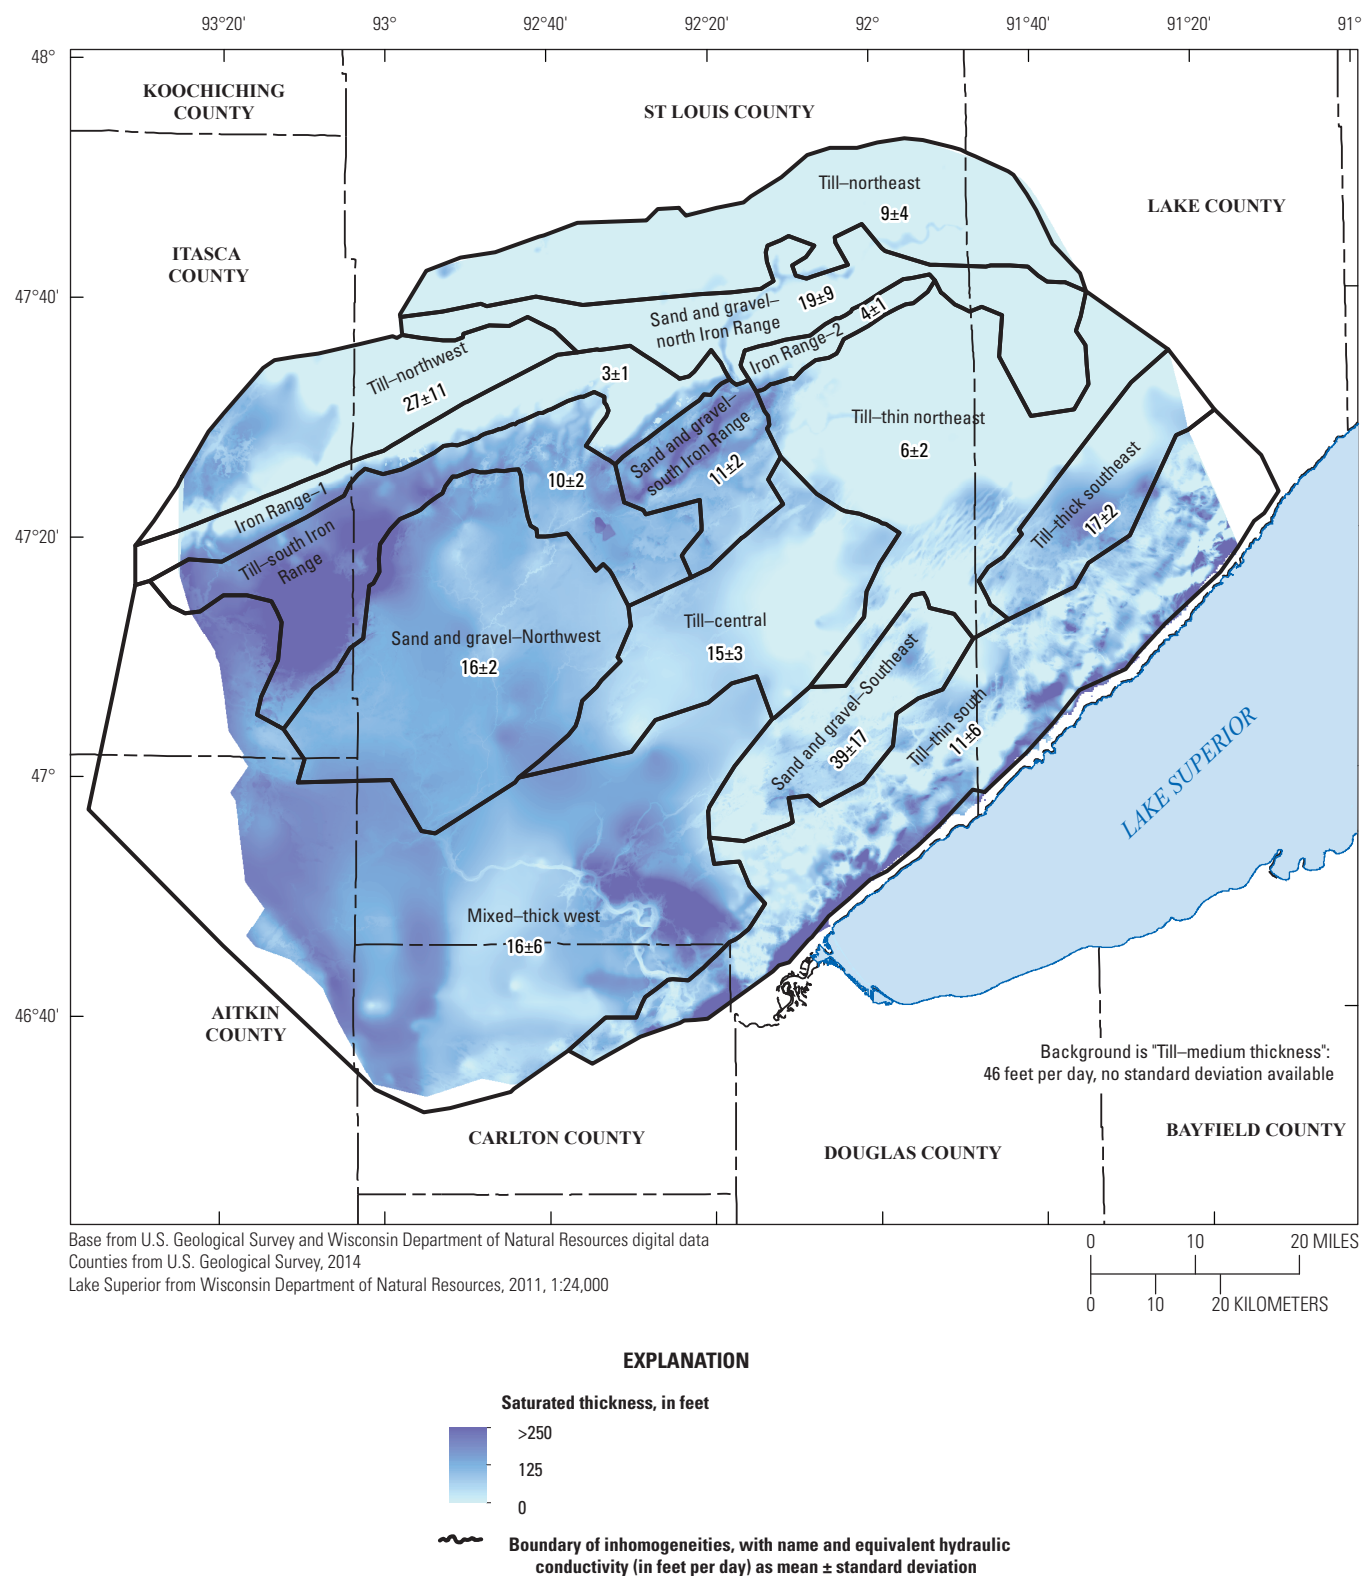 93°20'
93°
92°40'
92°20'
92°
91°40'
91°20'
91°
48°
47°40'
47°20'
47°
46°40'
KOOCHICHING
COUNTY
ST LOUIS COUNTY
LAKE COUNTY
ITASCA
COUNTY
Till–northeast
9±4
Sand and gravel–
north Iron Range
19±9
4±1
Iron Range–2
Till–northwest
27±11
3±1
Till–thin northeast
6±2
Sand and gravel–
south Iron Range
11±2
10±2
Till–thick southeast
17±2
Iron Range–1
Till–south Iron
Range
Sand and gravel–Northwest
16±2
Till–central
15±3
Sand and gravel–Southeast
39±17
Till–thin south
11±6
LAKE SUPERIOR
Mixed–thick west
16±6
AITKIN
COUNTY
Background is "Till–medium thickness":
46 feet per day, no standard deviation available
CARLTON COUNTY
DOUGLAS COUNTY
BAYFIELD COUNTY
Base from U.S. Geological Survey and Wisconsin Department of Natural Resources digital data
Counties from U.S. Geological Survey, 2014
Lake Superior from Wisconsin Department of Natural Resources, 2011, 1:24,000
0 10 20 MILES
0 10 20 KILOMETERS
EXPLANATION
Saturated thickness, in feet
>250
125
0
Boundary of inhomogeneities, with name and equivalent hydraulic
conductivity (in feet per day) as mean ± standard deviation